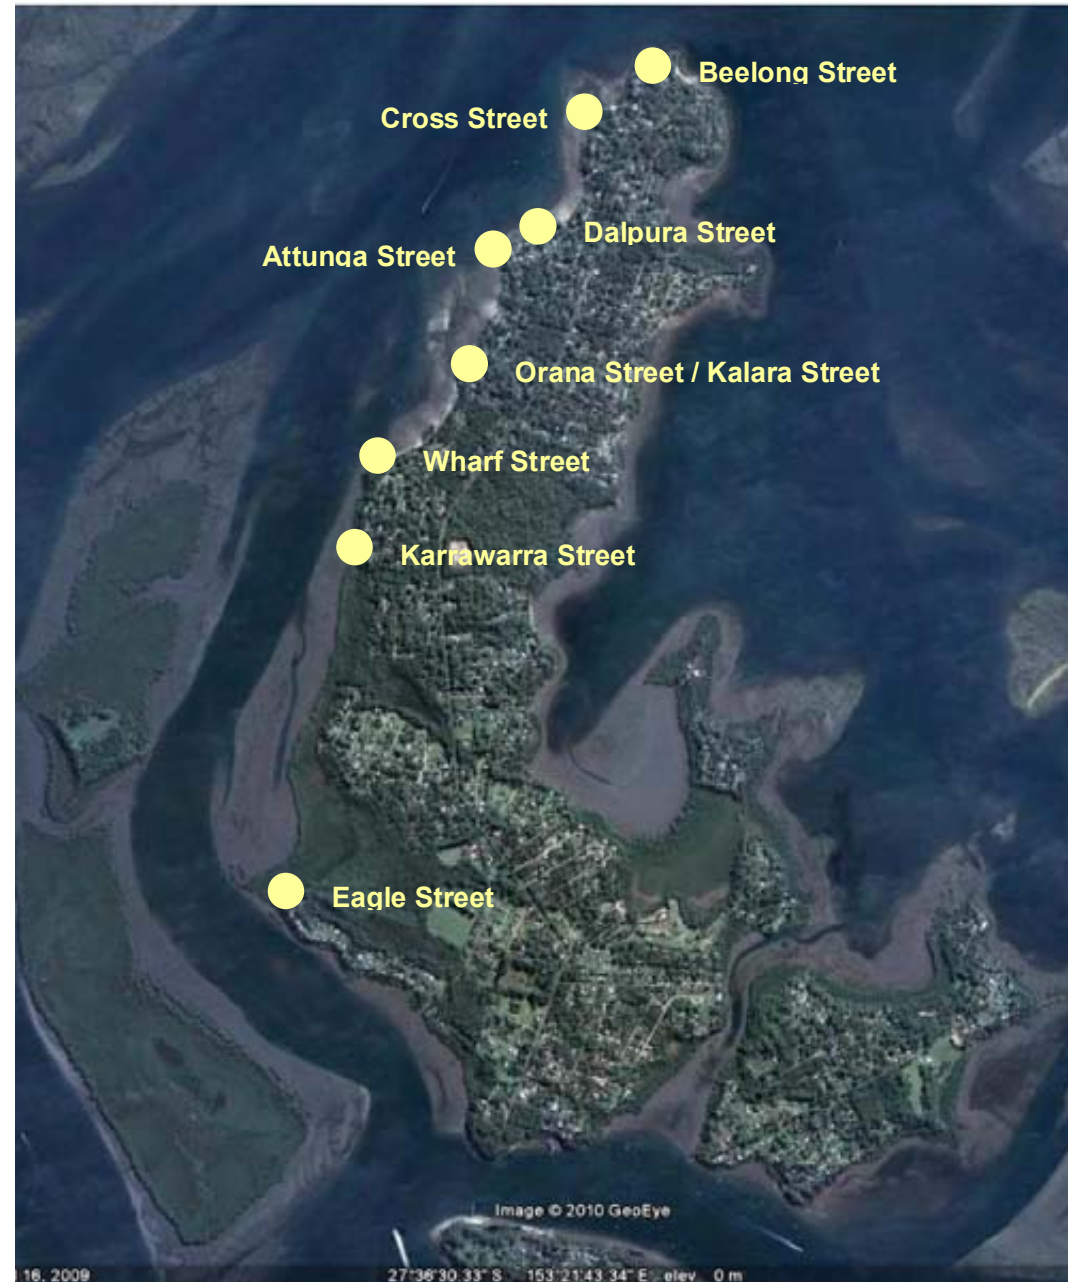 Beelong Street
Cross Street
Dalpura Street
Attunga Street
Orana Street / Kalara Street
Wharf Street
Karrawarra Street
Eagle Street
Image © 2010 GeoEye
16, 2009
27°36'30.33" S 153°21'43.34" E elev 0 m